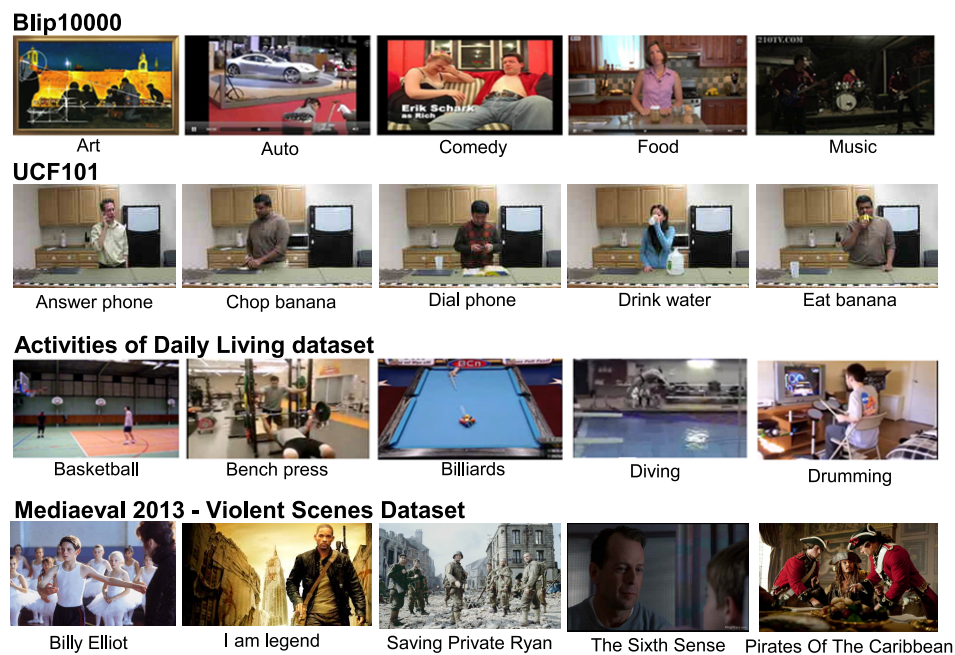 Blip10000
210TV.COM
Erik Schark
as Rich
Art
Auto
Comedy
Food
Music
UCF101
Answer phone
Chop banana
Dial phone
Drink water
Eat banana
Activities of Daily Living dataset
Basketball
Bench press
Billiards
Diving
Drumming
Mediaeval 2013 - Violent Scenes Dataset
Billy Elliot
I am legend
Saving Private Ryan
The Sixth Sense
Pirates Of The Caribbean